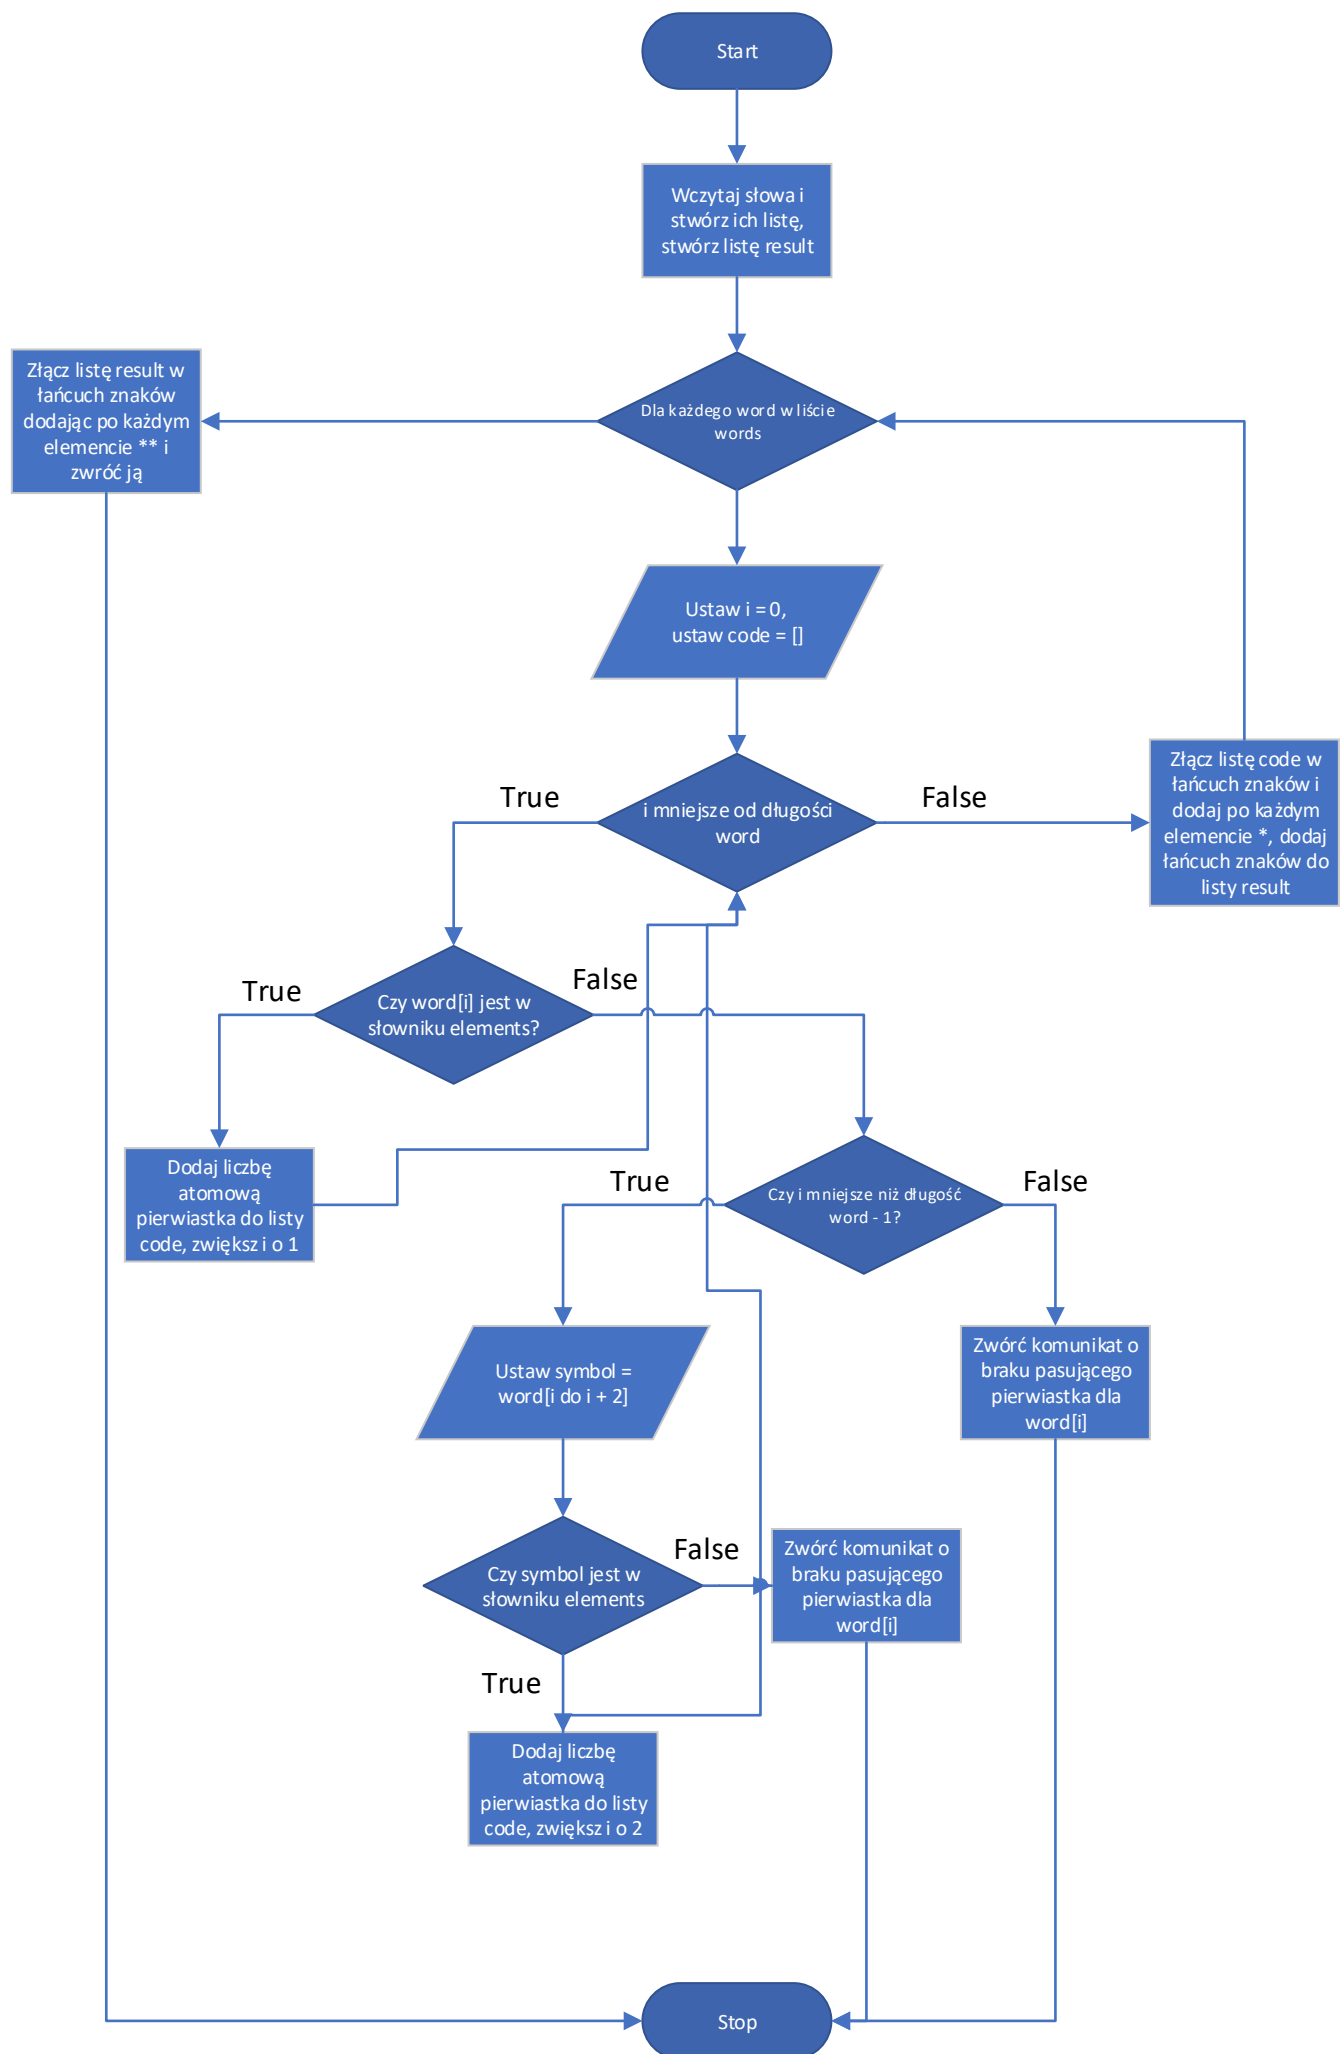 Start
Wczytaj słowa i
stwórz ich listę,
stwórz listę result
Złącz listę result w
łańcuch znaków
dodając po każdym
elemencie ** i
zwróć ją
Dla każdego word w liście
words
Ustaw i = 0,
ustaw code = []
True
i mniejsze od długości
word
False
Złącz listę code w
łańcuch znaków i
dodaj po każdym
elemencie *, dodaj
łańcuch znaków do
listy result
True
Czy word[i] jest w
słowniku elements?
False
Dodaj liczbę
atomową
pierwiastka do listy
code, zwiększ i o 1
True
Czy i mniejsze niż długość
word - 1?
False
Ustaw symbol =
word[i do i + 2]
Zwórć komunikat o
braku pasującego
pierwiastka dla
word[i]
Czy symbol jest w
słowniku elements
False
Zwórć komunikat o
braku pasującego
pierwiastka dla
word[i]
True
Dodaj liczbę
atomową
pierwiastka do listy
code, zwiększ i o 2
Stop